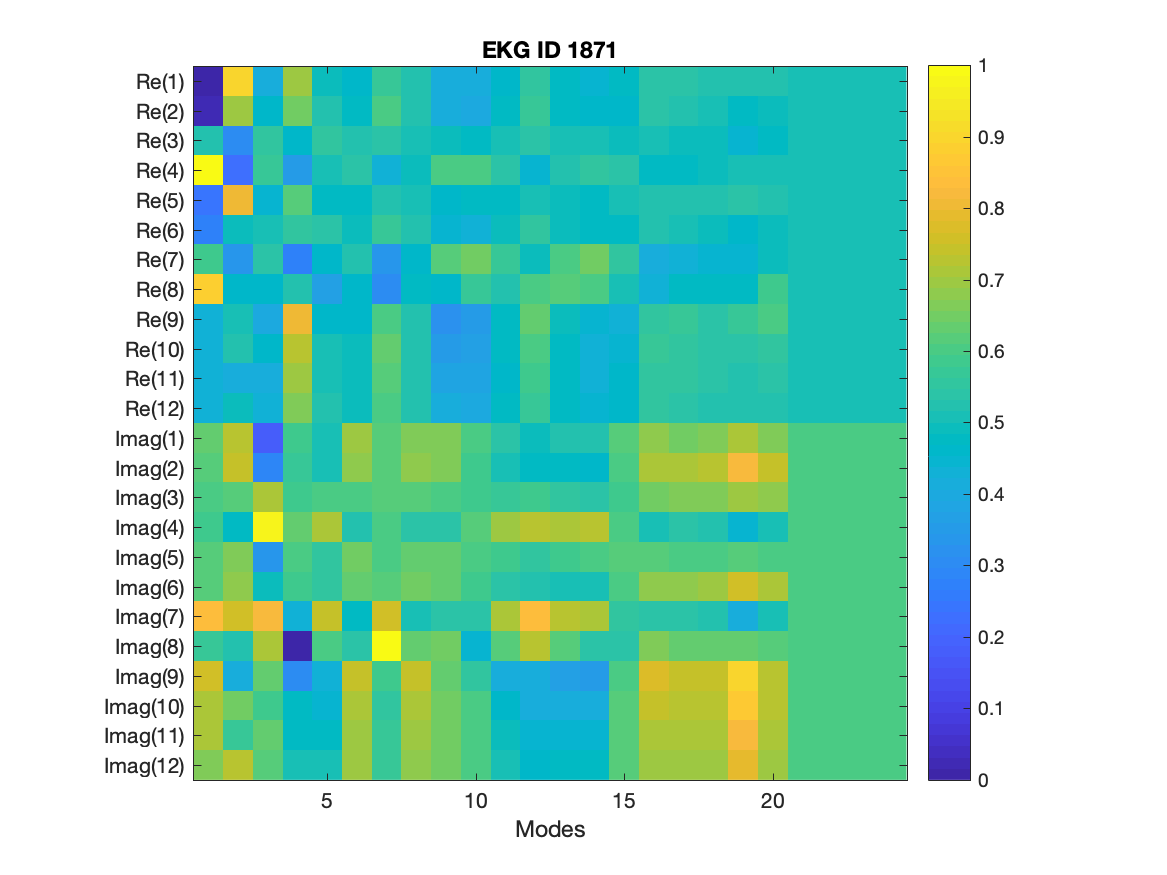 EKG ID 1871
Re(1)
Re(2)
Re(3)
Re(4)
Re(5)
Re(6)
Re(7)
Re(8)
Re(9)
Re(10)
Re(11)
Re(12)
Imag(1)
Imag(2)
Imag(3)
Imag(4)
Imag(5)
Imag(6)
Imag(7)
Imag(8)
Imag(9)
Imag(10)
Imag(11)
Imag(12)
5 10 15 20
Modes
1
0.9
0.8
0.7
0.6
0.5
0.4
0.3
0.2
0.1
0